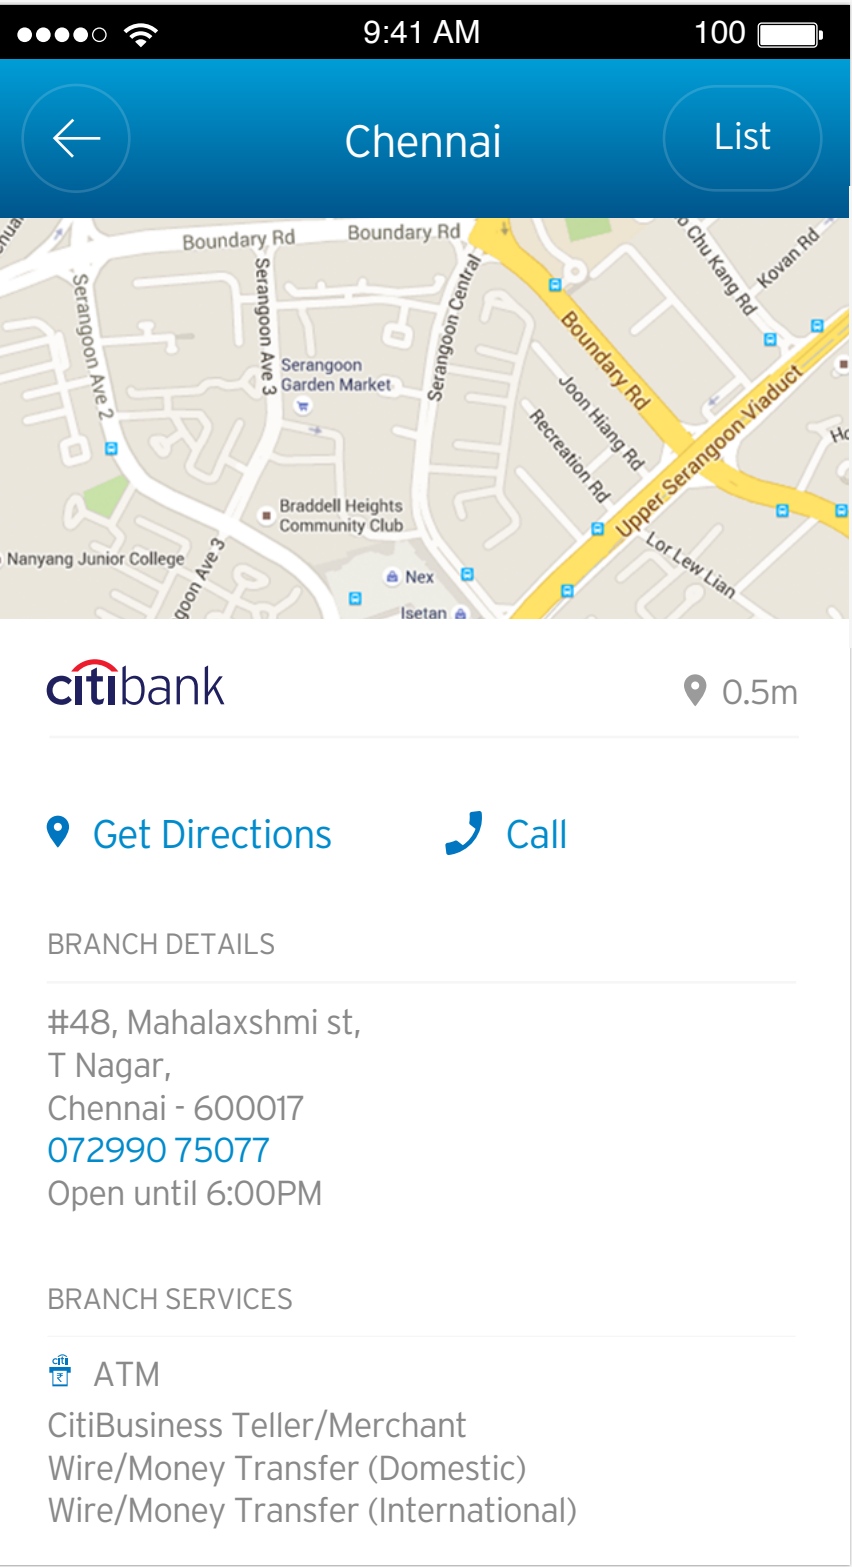 9:41 AM
100
Chennai
List
Boundary Rd
Boundary Rd
Chu Kang Rd
Kovan Rd
Serangoon Ave 2
Serangoon Ave 3
Serangoon Central
Boundary Rd
Serangoon
Garden Market
Joon Hiang Rd
Recreation Rd
Upper Serangoon Viaduct
Braddell Heights
Community Club
Nanyang Junior College
goon Ave 3
Nex
Lor Lew Lian
Isetan
citibank
0.5m
Get Directions
Call
BRANCH DETAILS
#48, Mahalaxshmi st,
T Nagar,
Chennai - 600017
072990 75077
Open until 6:00PM
BRANCH SERVICES
citi
₹
ATM
CitiBusiness Teller/Merchant
Wire/Money Transfer (Domestic)
Wire/Money Transfer (International)